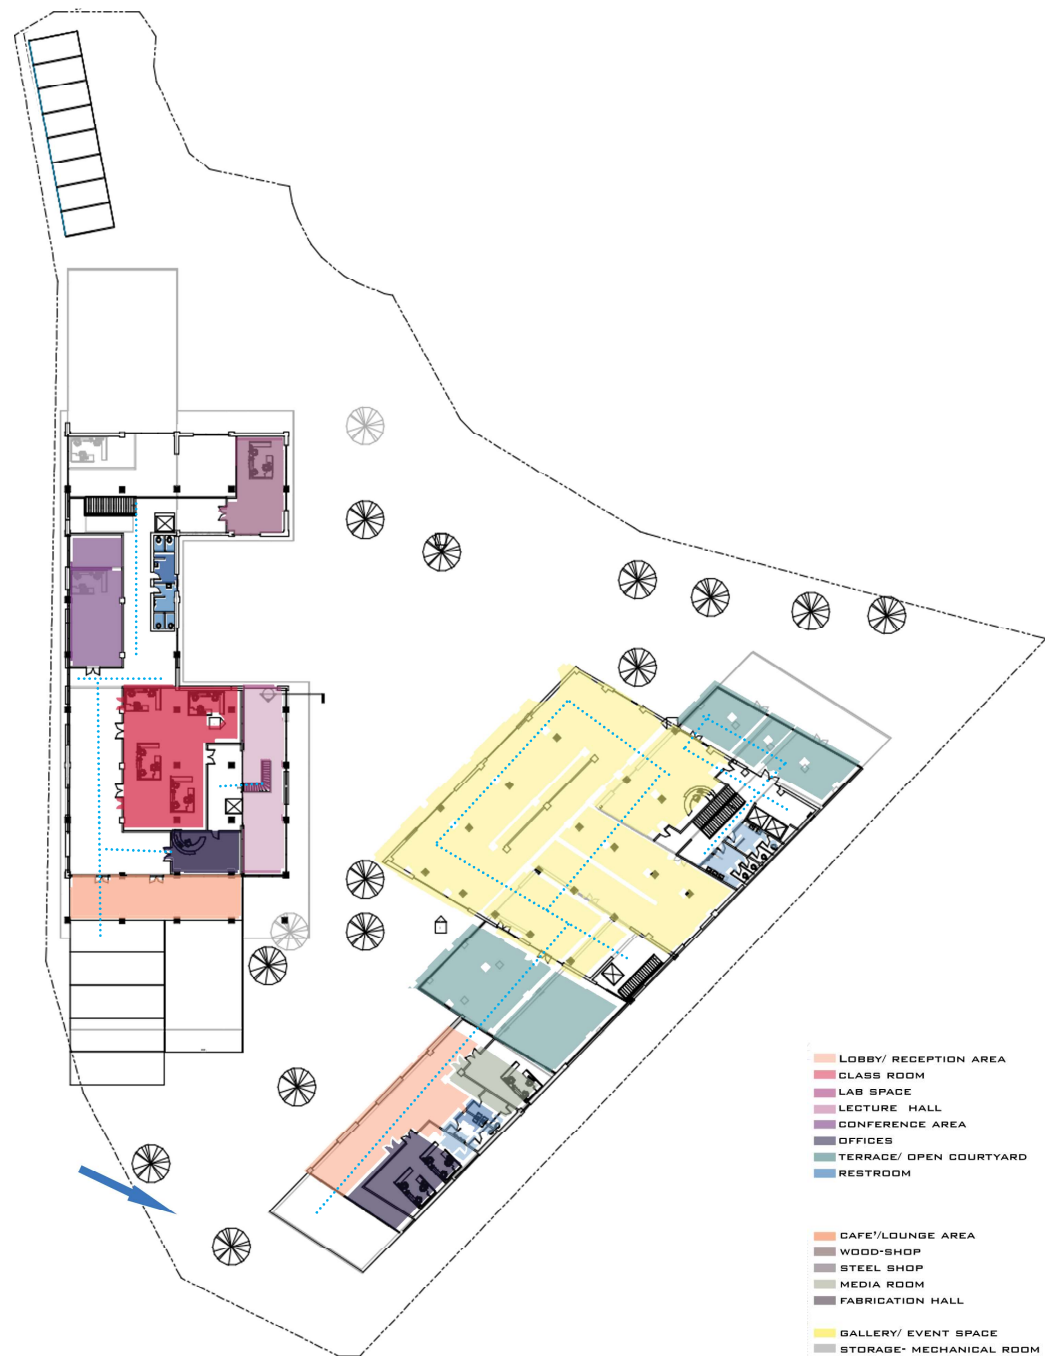 LOBBY/ RECEPTION AREA
CLASS ROOM
LAB SPACE
LECTURE HALL
CONFERENCE AREA
OFFICES
TERRACE/ OPEN COURTYARD
RESTROOM
CAFE'/LOUNGE AREA
WOOD-SHOP
STEEL SHOP
MEDIA ROOM
FABRICATION HALL
GALLERY/ EVENT SPACE
STORAGE- MECHANICAL ROOM